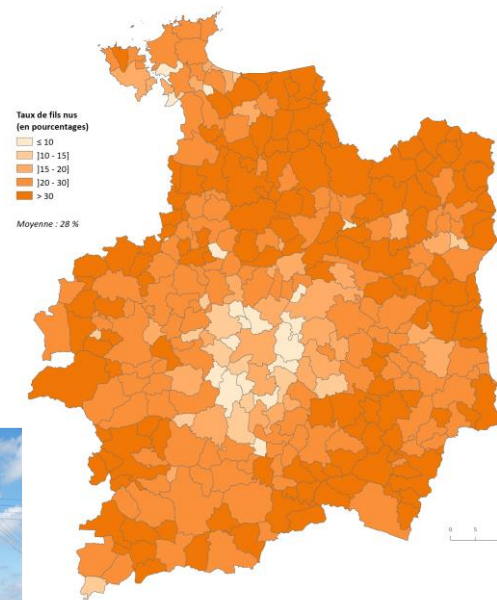 Taux de fils nus
(en pourcentages)
≤ 10
]10 - 15]
]15 - 20]
]20 - 30]
> 30
Moyenne : 28 %
0 5